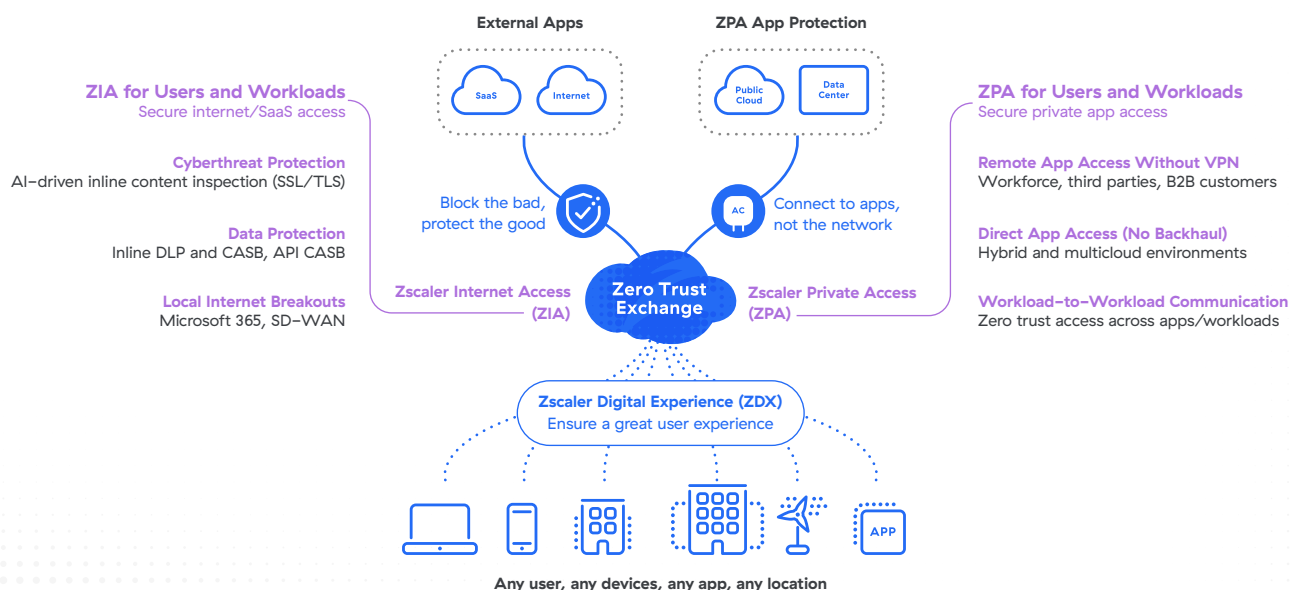 External Apps
ZPA App Protection
SaaS
Internet
Public
Cloud
Data
Center
ZIA for Users and Workloads
Secure internet/SaaS access
Cyberthreat Protection
AI-driven inline content inspection (SSL/TLS)
Data Protection
Inline DLP and CASB, API CASB
Local Internet Breakouts
Microsoft 365, SD-WAN
Block the bad,
protect the good
AC
Connect to apps,
not the network
Zscaler Internet Access
(ZIA)
Zero Trust
Exchange
Zscaler Private Access
(ZPA)
ZPA for Users and Workloads
Secure private app access
Remote App Access Without VPN
Workforce, third parties, B2B customers
Direct App Access (No Backhaul)
Hybrid and multicloud environments
Workload-to-Workload Communication
Zero trust access across apps/workloads
Zscaler Digital Experience (ZDX)
Ensure a great user experience
APP
Any user, any devices, any app, any location